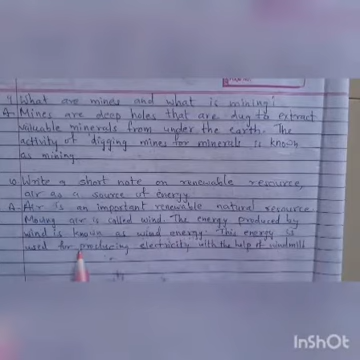 9. What are mines and what is mining?
A- Mines are deep holes that are dug to extract
valuable minerals from under the earth. The
activity of digging mines for minerals is known
as mining.
Write a short note on renewable resource,
air as a source of energy.
A- Air is an important renewable natural resource.
Moving air is called wind. The energy produced by
wind is known as wind energy. This energy is
used for producing electricity with the help of windmill
InShOt